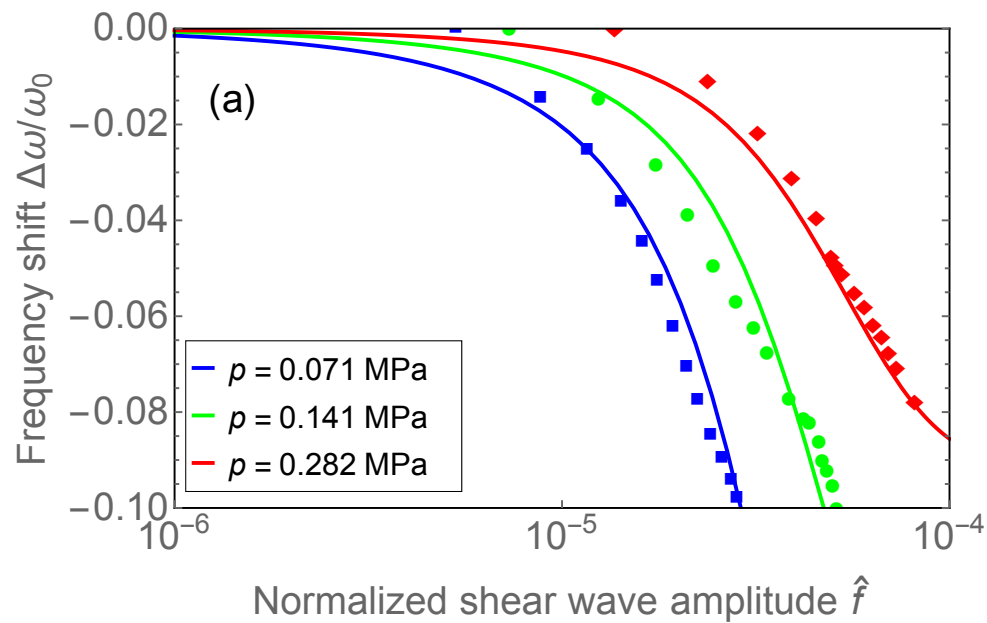 0.00
−0.02
−0.04
−0.06
−0.08
−0.10
Frequency shift Δω/ω₀
(a)
p = 0.071 MPa
p = 0.141 MPa
p = 0.282 MPa
10⁻⁶
10⁻⁵
10⁻⁴
Normalized shear wave amplitude f̂